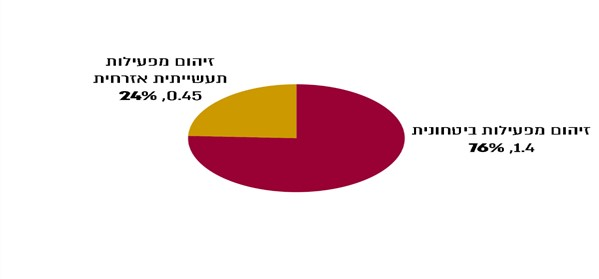 זיהום מפעילות
תעשייתית אזרחית
0.45, 24%
זיהום מפעילות ביטחונית
1.4, 76%